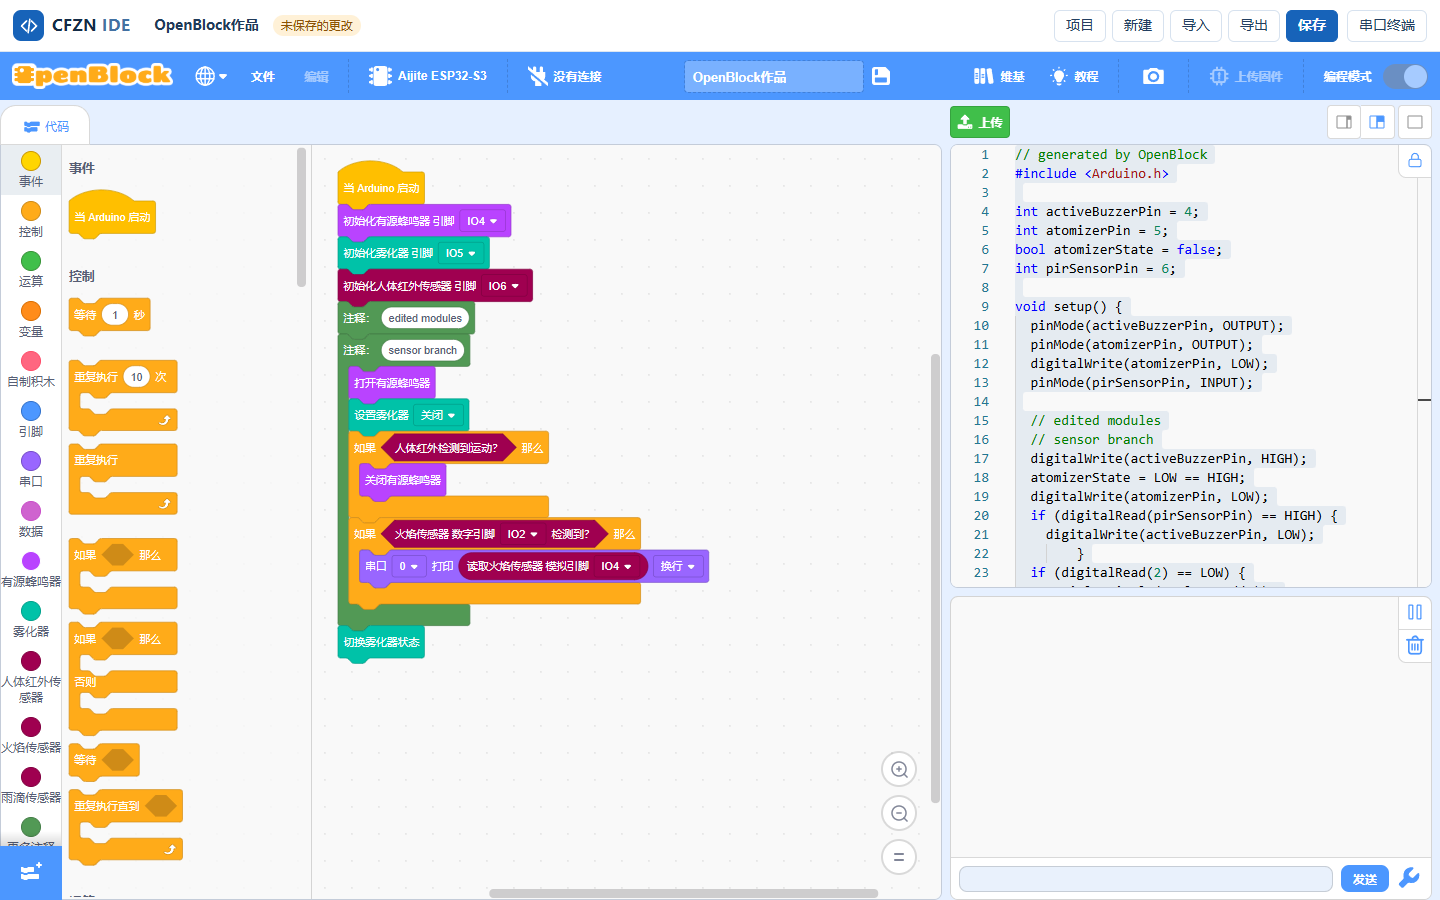 CFZN IDE
OpenBlock作品
未保存的更改
项目
新建
导入
导出
保存
串口终端
OpenBlock
文件
编辑
Aijite ESP32-S3
没有连接
OpenBlock作品
维基
教程
上传固件
编程模式
代码
上传
事件
控制
运算
变量
自制积木
引脚
串口
数据
有源蜂鸣器
雾化器
人体红外传
感器
火焰传感器
雨滴传感器
事件
当 Arduino 启动
控制
等待 1 秒
重复执行 10 次
重复执行
如果 那么
如果 那么
否则
等待
重复执行直到
当 Arduino 启动
初始化有源蜂鸣器 引脚 IO4
初始化雾化器 引脚 IO5
初始化人体红外传感器 引脚 IO6
注释: edited modules
注释: sensor branch
打开有源蜂鸣器
设置雾化器 关闭
如果 人体红外检测到运动? 那么
关闭有源蜂鸣器
如果 火焰传感器 数字引脚 IO2 检测到? 那么
串口 0 打印 读取火焰传感器 模拟引脚 IO4 换行
切换雾化器状态
1 // generated by OpenBlock
2 #include <Arduino.h>
3
4 int activeBuzzerPin = 4;
5 int atomizerPin = 5;
6 bool atomizerState = false;
7 int pirSensorPin = 6;
8
9 void setup() {
10 pinMode(activeBuzzerPin, OUTPUT);
11 pinMode(atomizerPin, OUTPUT);
12 digitalWrite(atomizerPin, LOW);
13 pinMode(pirSensorPin, INPUT);
14
15 // edited modules
16 // sensor branch
17 digitalWrite(activeBuzzerPin, HIGH);
18 atomizerState = LOW == HIGH;
19 digitalWrite(atomizerPin, LOW);
20 if (digitalRead(pirSensorPin) == HIGH) {
21 digitalWrite(activeBuzzerPin, LOW);
22 }
23 if (digitalRead(2) == LOW) {
发送